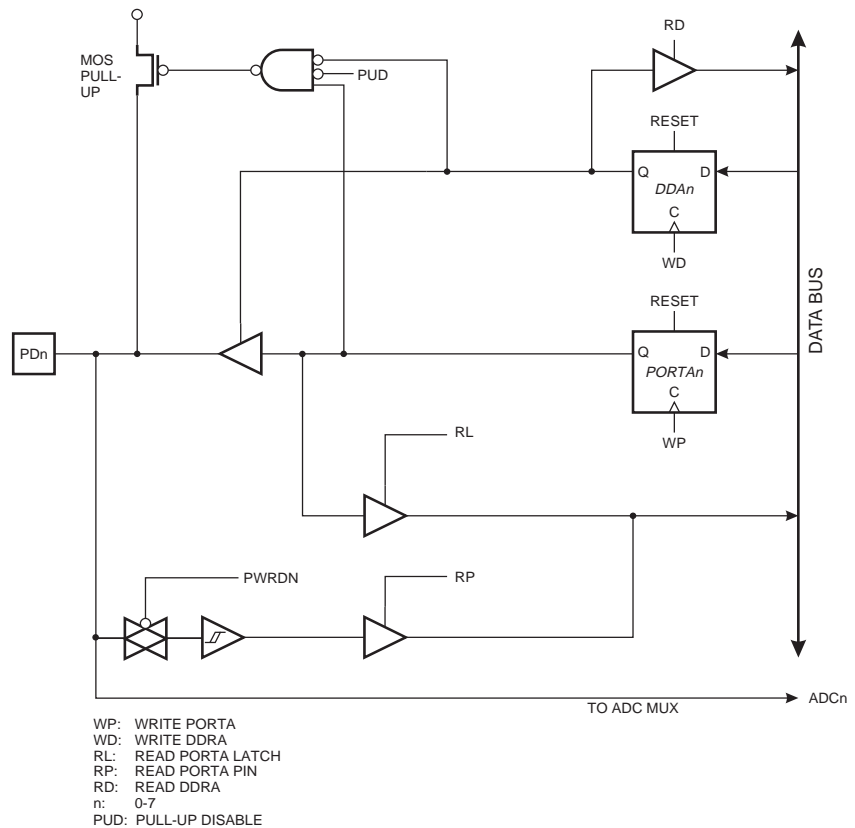 RD
MOS
PULL-
UP
PUD
RESET
Q D
DDAn
C
WD
DATA BUS
RESET
PDn
Q D
PORTAn
C
WP
RL
PWRDN
RP
TO ADC MUX
ADCn
WP: WRITE PORTA
WD: WRITE DDRA
RL: READ PORTA LATCH
RP: READ PORTA PIN
RD: READ DDRA
n: 0-7
PUD: PULL-UP DISABLE